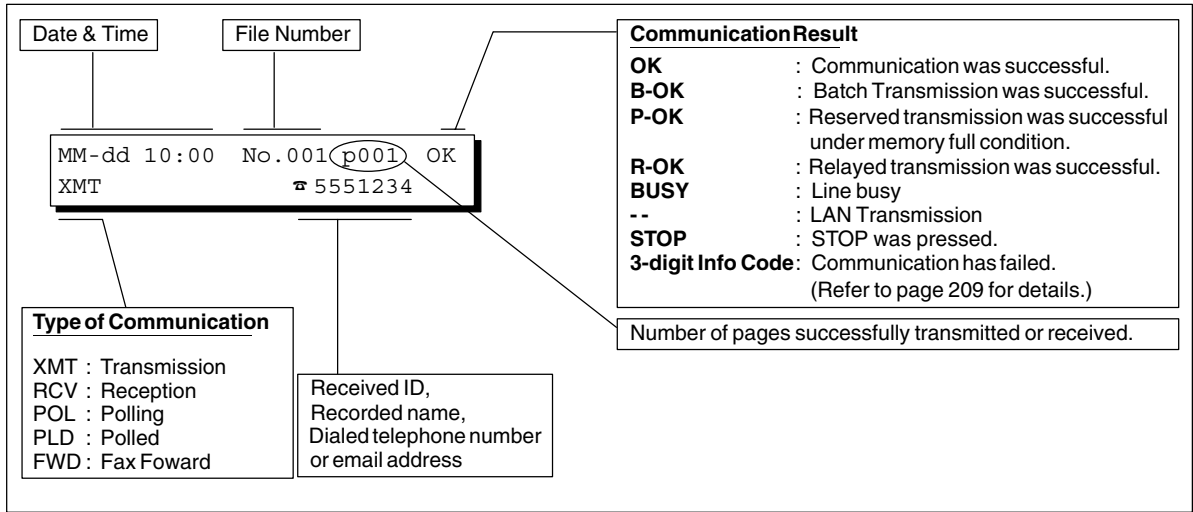 Date & Time
File Number
MM-dd 10:00 No.001 p001 OK
XMT ☎ 5551234
Communication Result
OK : Communication was successful.
B-OK : Batch Transmission was successful.
P-OK : Reserved transmission was successful
under memory full condition.
R-OK : Relayed transmission was successful.
BUSY : Line busy
- - : LAN Transmission
STOP : STOP was pressed.
3-digit Info Code : Communication has failed.
(Refer to page 209 for details.)
Number of pages successfully transmitted or received.
Type of Communication
XMT : Transmission
RCV : Reception
POL : Polling
PLD : Polled
FWD : Fax Foward
Received ID,
Recorded name,
Dialed telephone number
or email address